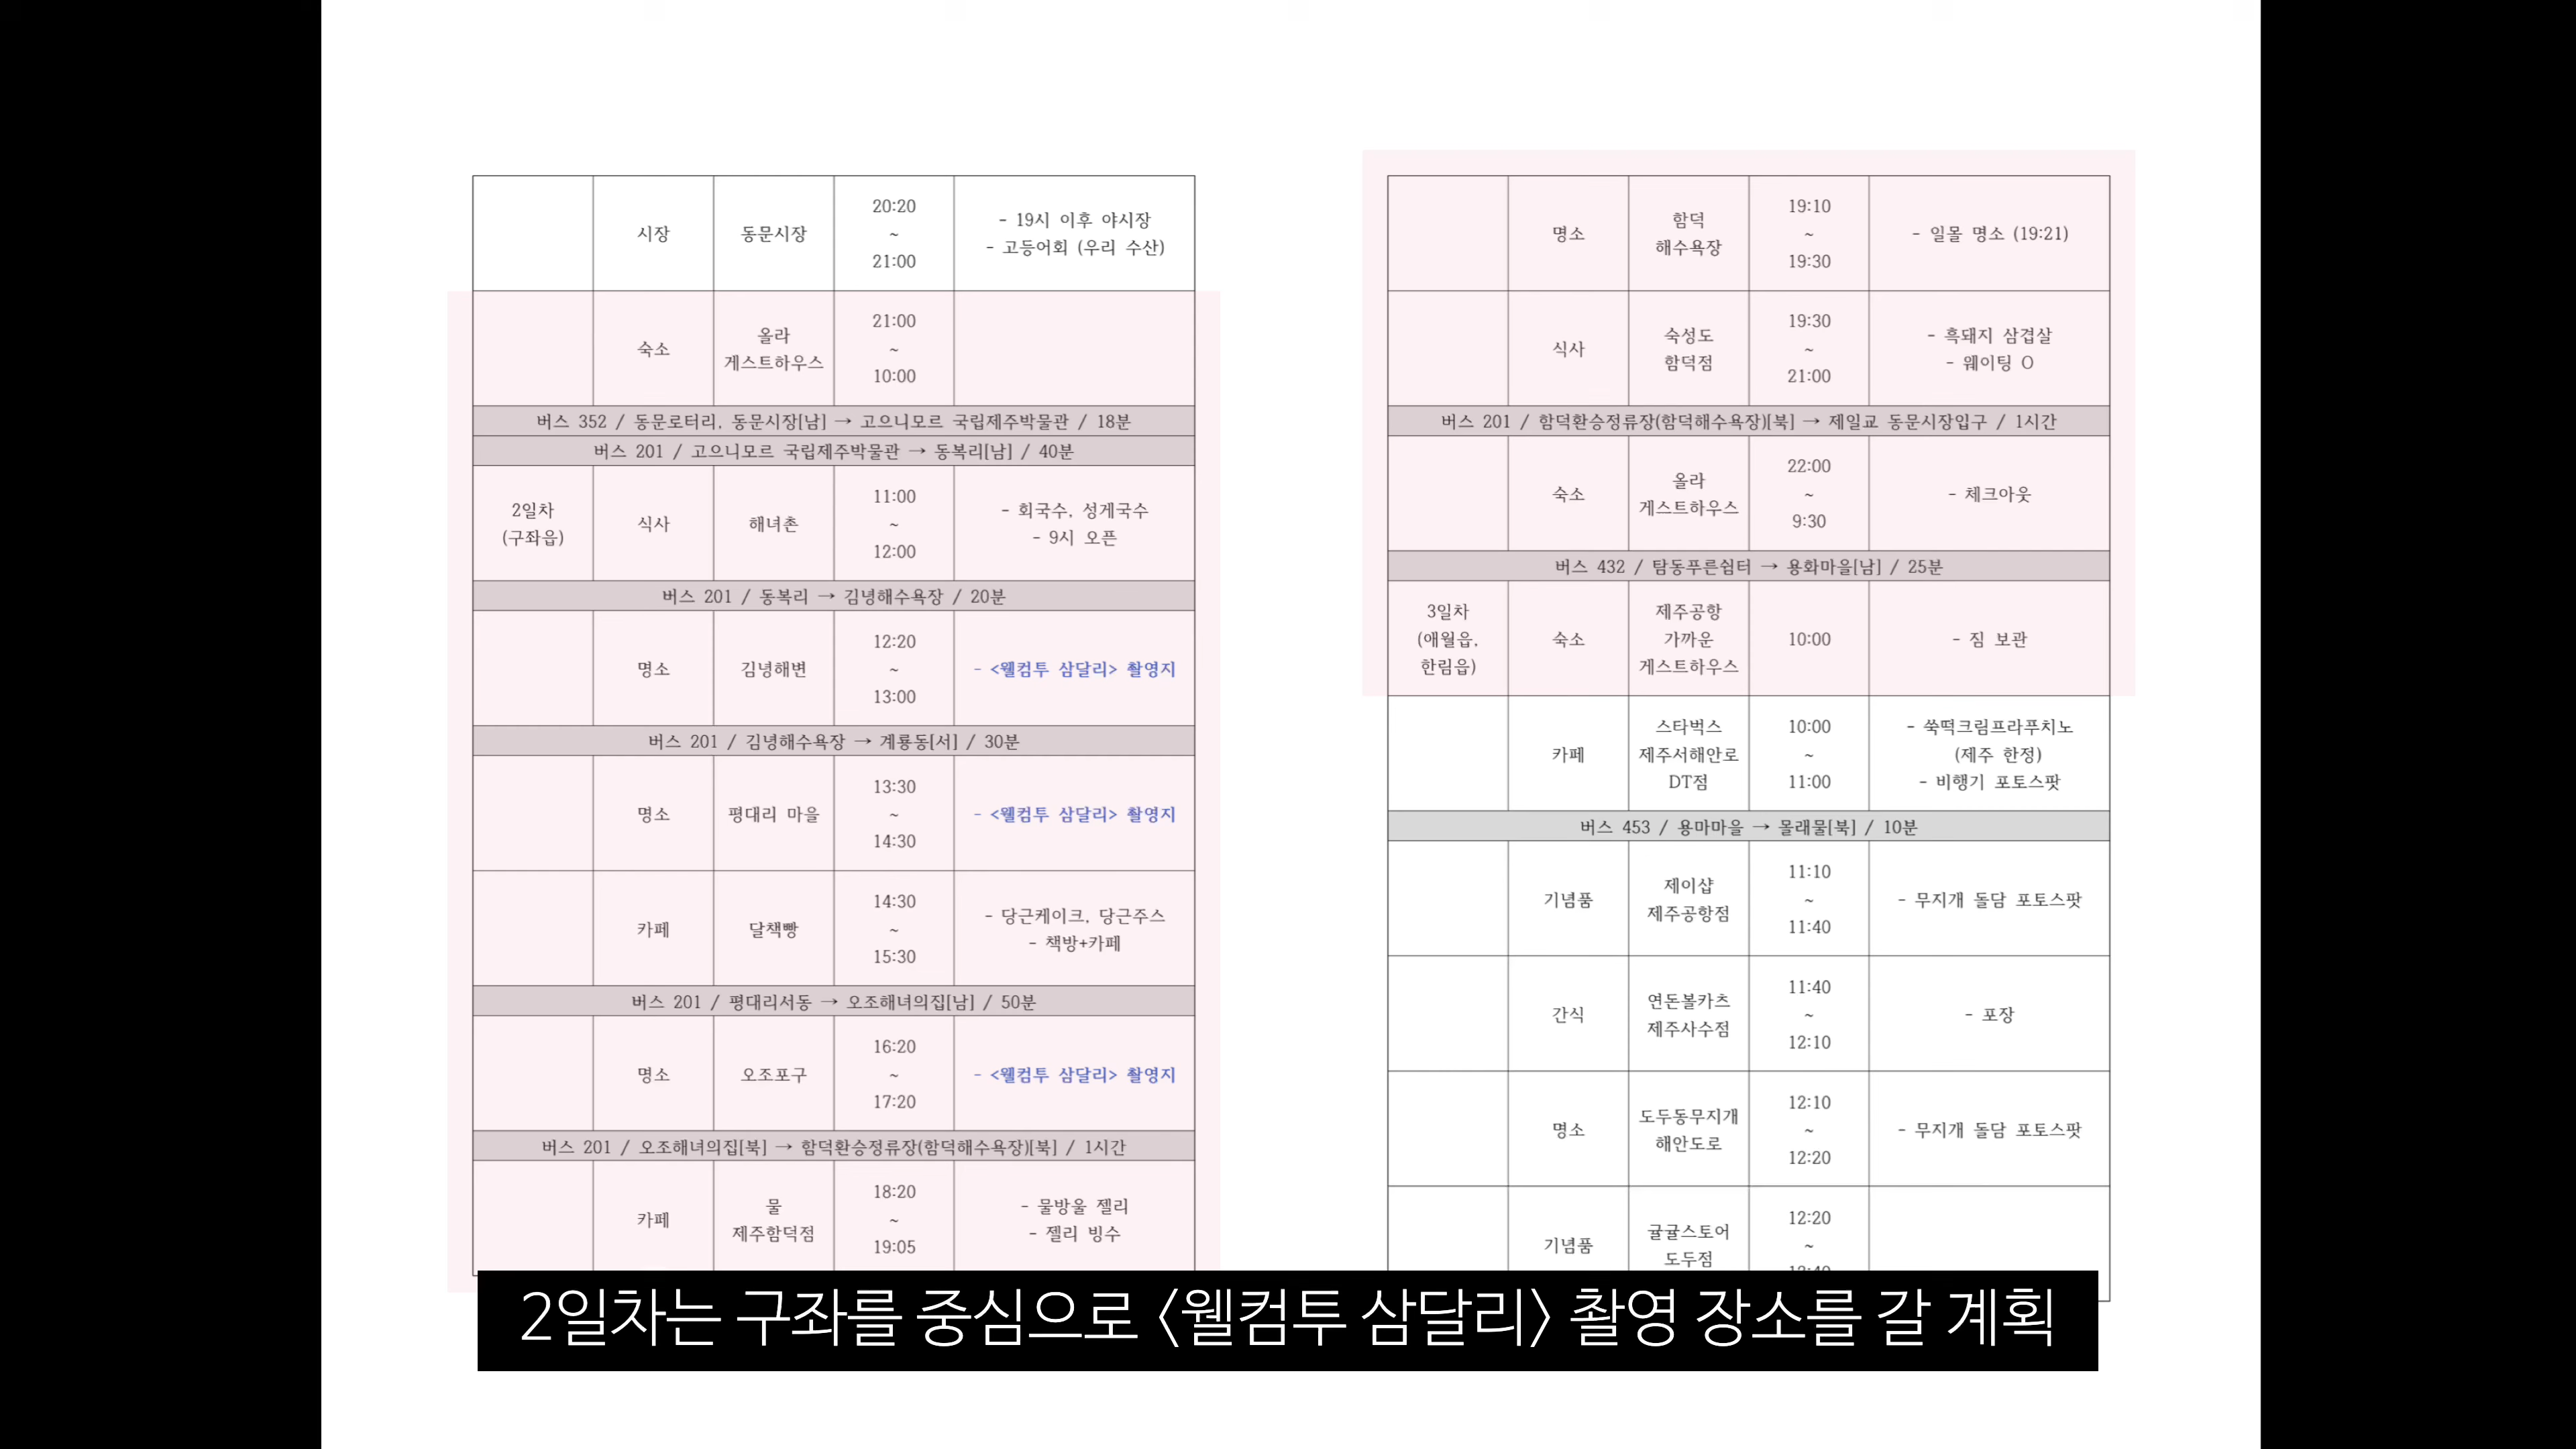 시장 동문시장 20:20 ~ 21:00 - 19시 이후 야시장 - 고등어회 (우리 수산)
숙소 올라 게스트하우스 21:00 ~ 10:00
버스 352 / 동문로터리, 동문시장[남] → 고으니모르 국립제주박물관 / 18분
버스 201 / 고으니모르 국립제주박물관 → 동복리[남] / 40분
2일차 (구좌읍) 식사 해녀촌 11:00 ~ 12:00 - 회국수, 성게국수 - 9시 오픈
버스 201 / 동복리 → 김녕해수욕장 / 20분
명소 김녕해변 12:20 ~ 13:00 - <웰컴투 삼달리> 촬영지
버스 201 / 김녕해수욕장 → 계룡동[서] / 30분
명소 평대리 마을 13:30 ~ 14:30 - <웰컴투 삼달리> 촬영지
카페 달책빵 14:30 ~ 15:30 - 당근케이크, 당근주스 - 책방+카페
버스 201 / 평대리서동 → 오조해녀의집[남] / 50분
명소 오조포구 16:20 ~ 17:20 - <웰컴투 삼달리> 촬영지
버스 201 / 오조해녀의집[북] → 함덕환승정류장(함덕해수욕장)[북] / 1시간
카페 물 제주함덕점 18:20 ~ 19:05 - 물방울 젤리 - 젤리 빙수
명소 함덕 해수욕장 19:10 ~ 19:30 - 일몰 명소 (19:21)
식사 숙성도 함덕점 19:30 ~ 21:00 - 흑돼지 삼겹살 - 웨이팅 O
버스 201 / 함덕환승정류장(함덕해수욕장)[북] → 제일교 동문시장입구 / 1시간
숙소 올라 게스트하우스 22:00 ~ 9:30 - 체크아웃
버스 432 / 탑동푸른쉼터 → 용화마을[남] / 25분
3일차 (애월읍, 한림읍) 숙소 제주공항 가까운 게스트하우스 10:00 - 짐 보관
카페 스타벅스 제주서해안로 DT점 10:00 ~ 11:00 - 쑥떡크림프라푸치노 (제주 한정) - 비행기 포토스팟
버스 453 / 용마마을 → 몰래물[북] / 10분
기념품 제이샵 제주공항점 11:10 ~ 11:40 - 무지개 돌담 포토스팟
간식 연돈볼카츠 제주사수점 11:40 ~ 12:10 - 포장
명소 도두동무지개 해안도로 12:10 ~ 12:20 - 무지개 돌담 포토스팟
기념품 귤귤스토어 도두점 12:20 ~
2일차는 구좌를 중심으로 <웰컴투 삼달리> 촬영 장소를 갈 계획